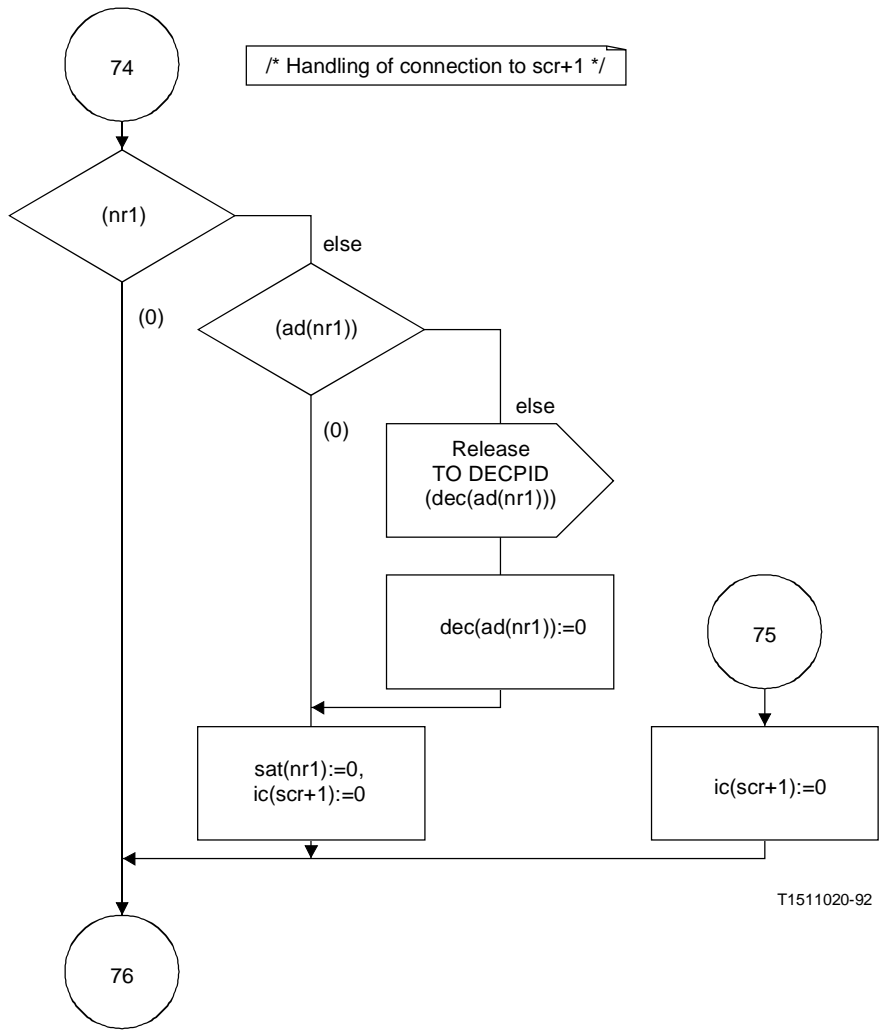 74
/* Handling of connection to scr+1 */
(nr1)
else
(0)
(ad(nr1))
else
(0)
Release
TO DECPID
(dec(ad(nr1)))
dec(ad(nr1)):=0
75
sat(nr1):=0,
ic(scr+1):=0
ic(scr+1):=0
T1511020-92
76